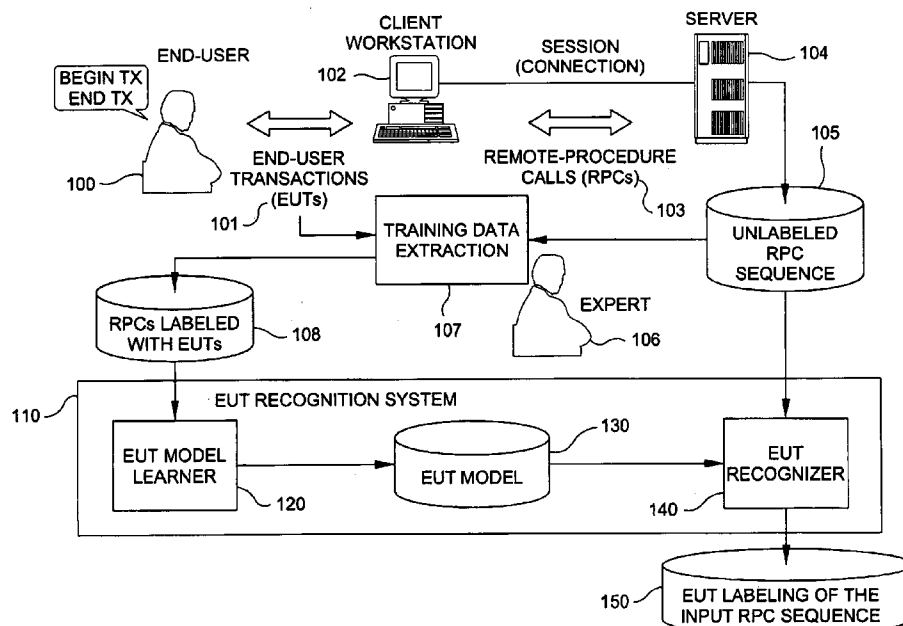 END-USER
BEGIN TX
END TX
100
CLIENT
WORKSTATION
102
SESSION
(CONNECTION)
SERVER
104
END-USER
TRANSACTIONS
(EUTs)
101
REMOTE-PROCEDURE
CALLS (RPCs)
103
105
UNLABELED
RPC
SEQUENCE
TRAINING DATA
EXTRACTION
107
EXPERT
106
RPCs LABELED
WITH EUTs
108
110
EUT RECOGNITION SYSTEM
EUT MODEL
LEARNER
120
130
EUT MODEL
EUT
RECOGNIZER
140
150
EUT LABELING OF THE
INPUT RPC SEQUENCE